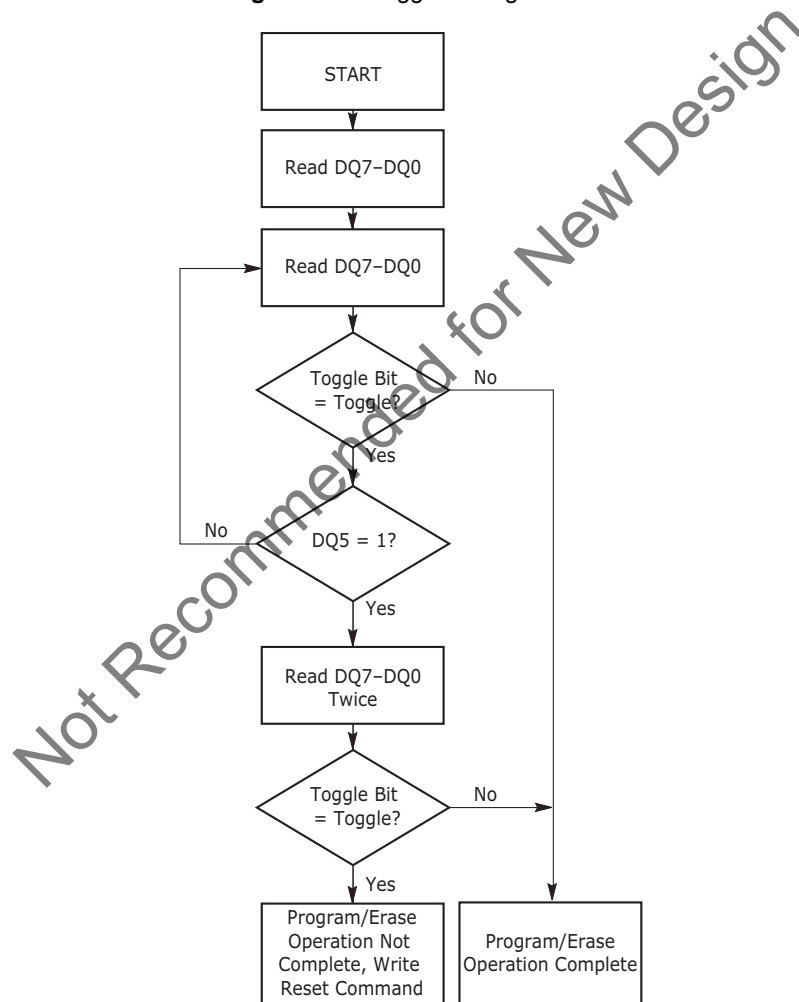 START
Read DQ7–DQ0
Read DQ7–DQ0
Toggle Bit
= Toggle?
No
Yes
No
DQ5 = 1?
Yes
Read DQ7–DQ0
Twice
Toggle Bit
= Toggle?
No
Yes
Program/Erase
Operation Not
Complete, Write
Reset Command
Program/Erase
Operation Complete
Not Recommended for New Design